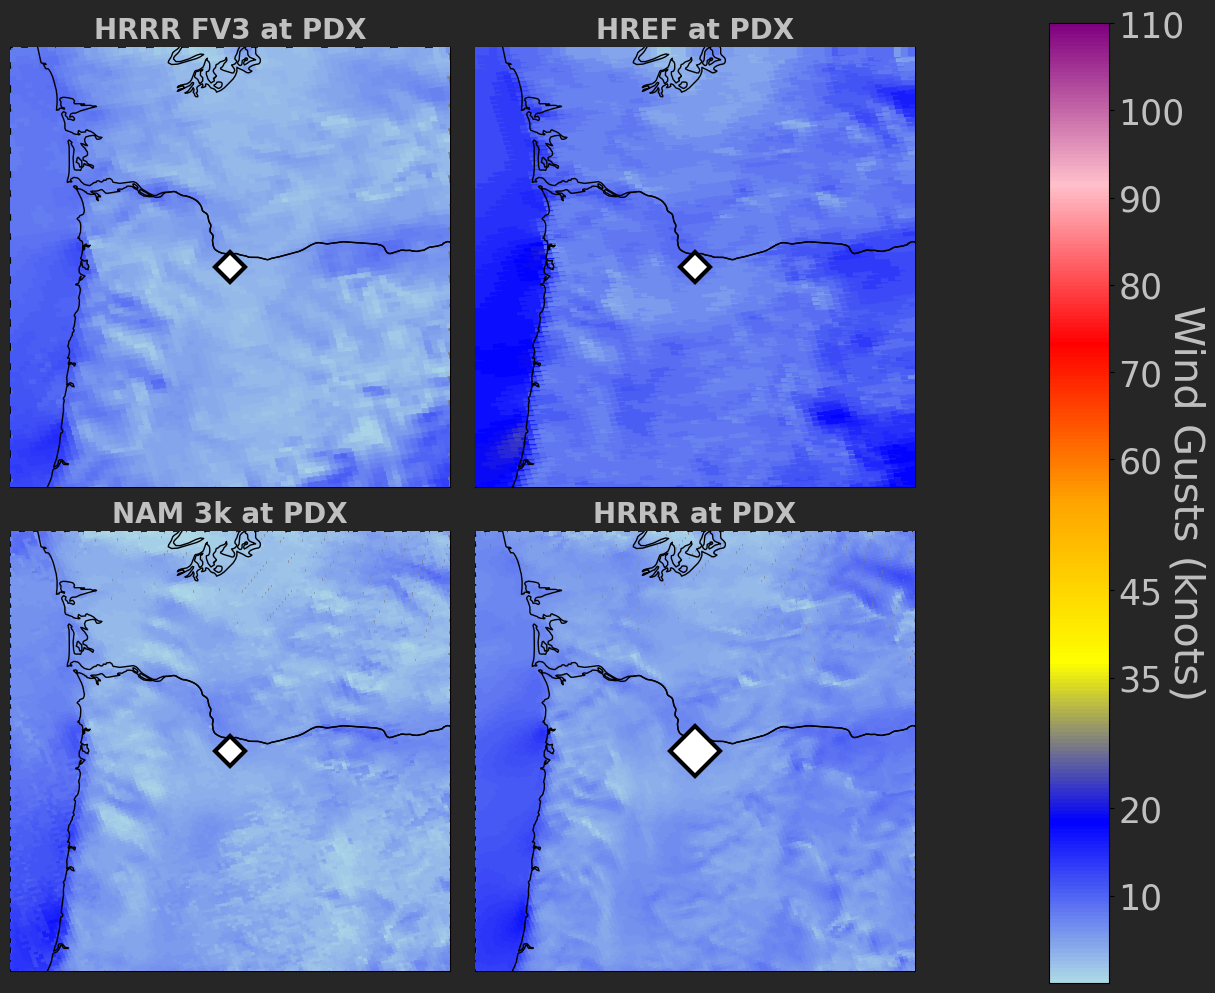 HRRR FV3 at PDX
HREF at PDX
NAM 3k at PDX
HRRR at PDX
110
100
90
80
70
60
45
35
20
10
Wind Gusts (knots)